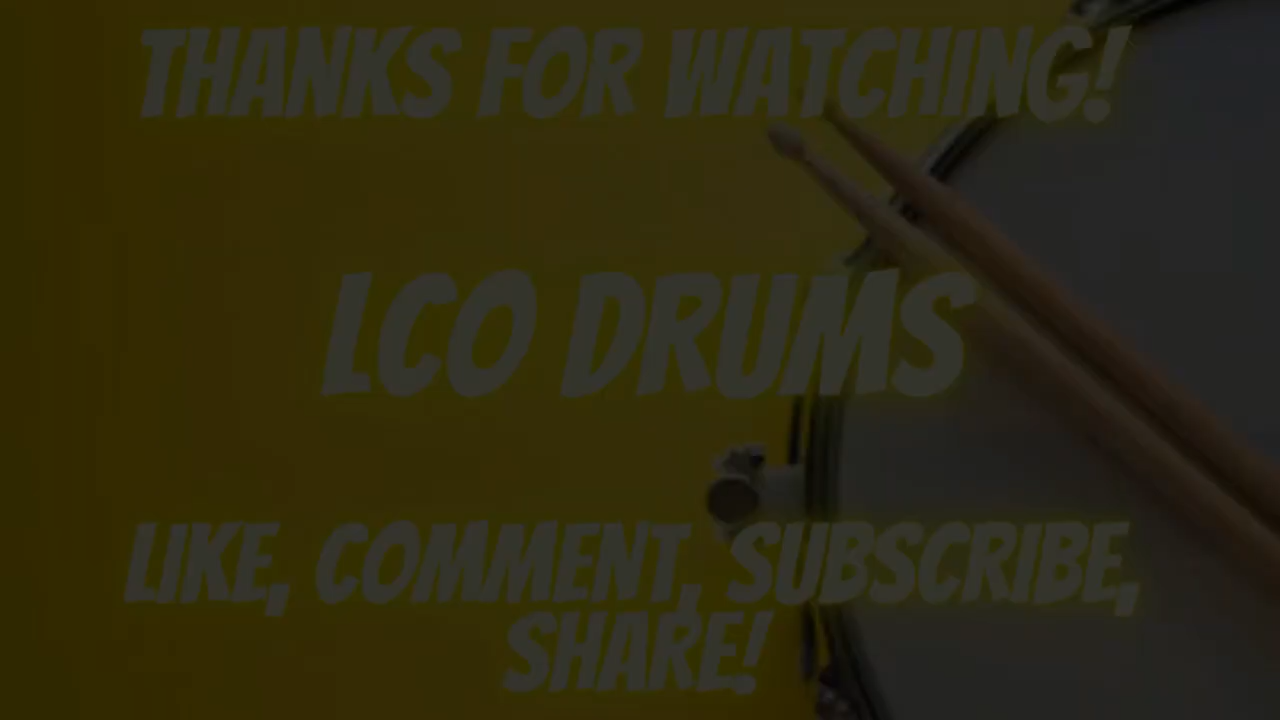 THANKS FOR WATCHING!
LCO DRUMS
LIKE, COMMENT, SUBSCRIBE,
SHARE!